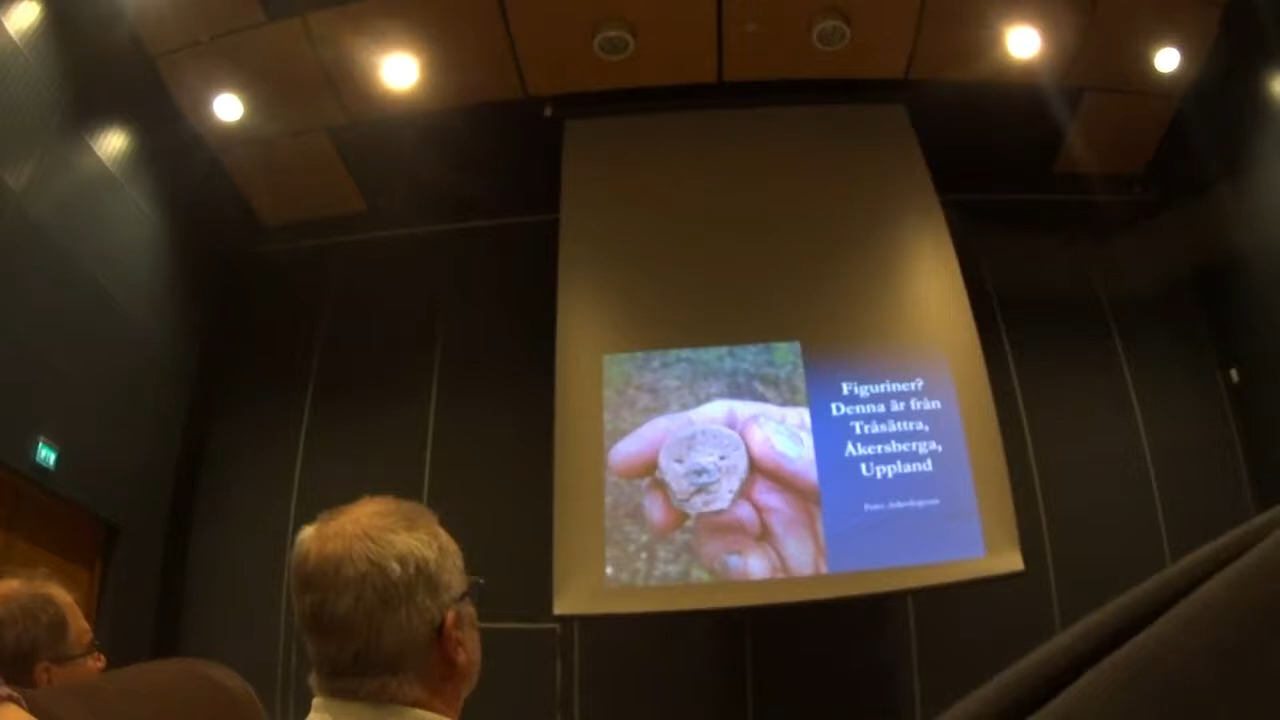 Figuriner?
Denna är från
Tråsättra,
Åkersberga,
Uppland